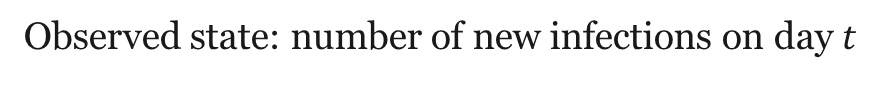 Observed state: number of new infections on day t